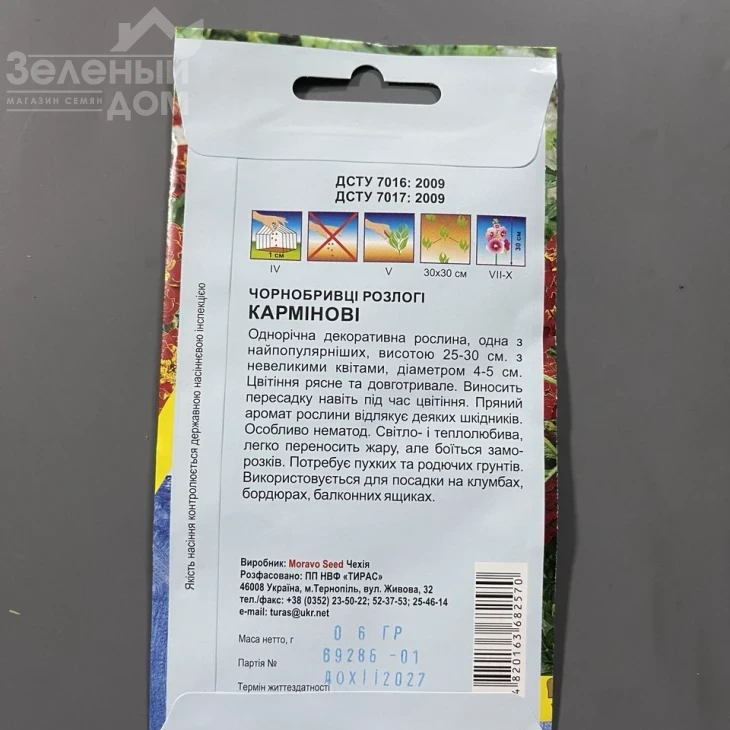 Зеленый
ДОМ
МАГАЗИН СЕМЯН
ДСТУ 7016: 2009
ДСТУ 7017: 2009
1 см
30 см
IV
V
30x30 см
VII-X
ЧОРНОБРИВЦІ РОЗЛОГІ
КАРМІНОВІ
Однорічна декоративна рослина, одна з
найпопулярніших, висотою 25-30 см. з
невеликими квітами, діаметром 4-5 см.
Цвітіння рясне та довготривале. Виносить
пересадку навіть під час цвітіння. Пряний
аромат рослини відлякує деяких шкідників.
Особливо нематод. Світло- і теплолюбива,
легко переносить жару, але боїться замо-
розків. Потребує пухких та родючих ґрунтів.
Використовується для посадки на клумбах,
бордюрах, балконних ящиках.
Якість насіння контролюється державною насіннєвою інспекцією
Виробник: Moravo Seed Чехія
Розфасовано: ПП НВФ «ТИРАС»
46008 Україна, м.Тернопіль, вул. Живова, 32
тел./факс: +38 (0352) 23-50-22; 52-37-53; 25-46-14
e-mail: turas@ukr.net
Маса нетто, г 0 6 ГР
Партія № 69286 -01
Термін життєздатності ДОXII2027
4820163682570